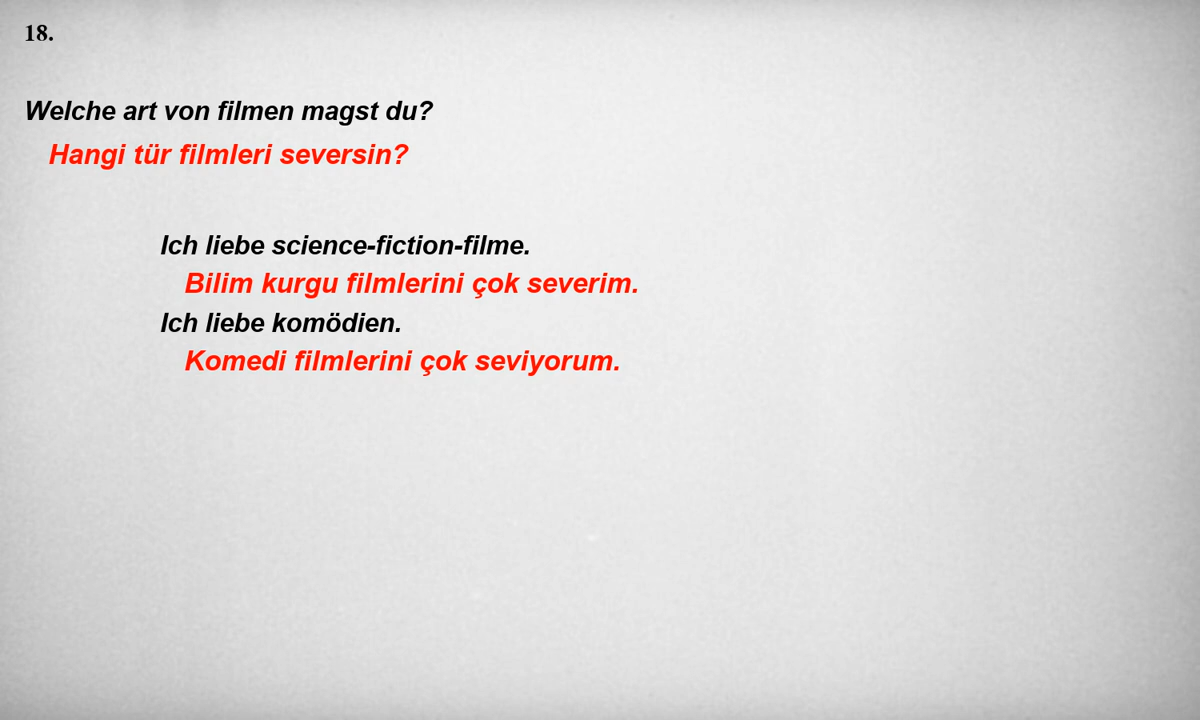 18.
Welche art von filmen magst du?
Hangi tür filmleri seversin?
Ich liebe science-fiction-filme.
Bilim kurgu filmlerini çok severim.
Ich liebe komödien.
Komedi filmlerini çok seviyorum.